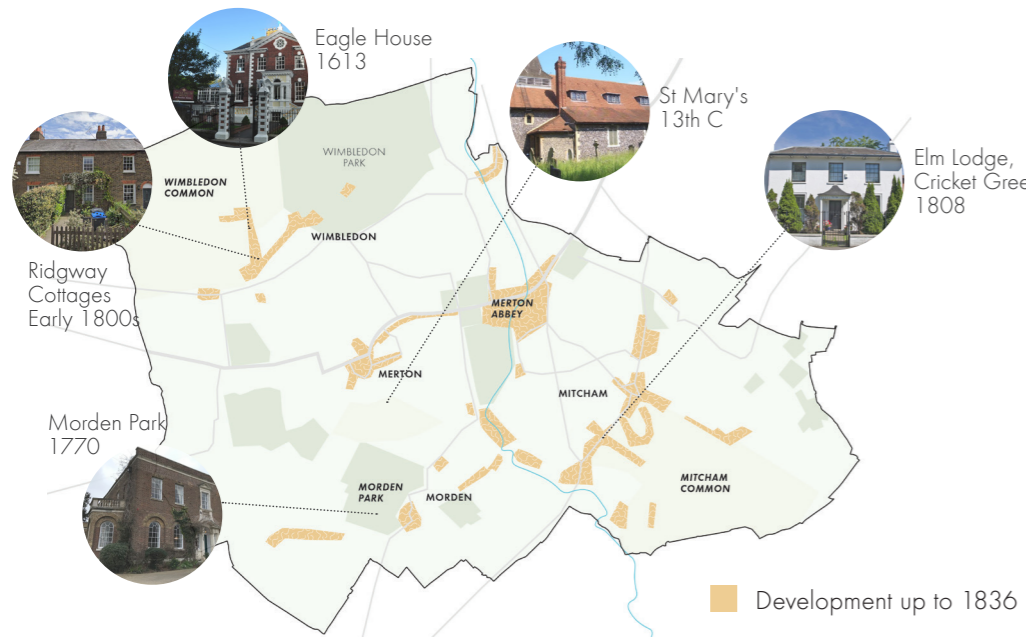 Eagle House
1613
St Mary's
13th C
Elm Lodge,
Cricket Gree
1808
WIMBLEDON
PARK
WIMBLEDON
COMMON
WIMBLEDON
Ridgway
Cottages
Early 1800s
MERTON
ABBEY
MERTON
MITCHAM
Morden Park
1770
MORDEN
PARK
MORDEN
MITCHAM
COMMON
Development up to 1836